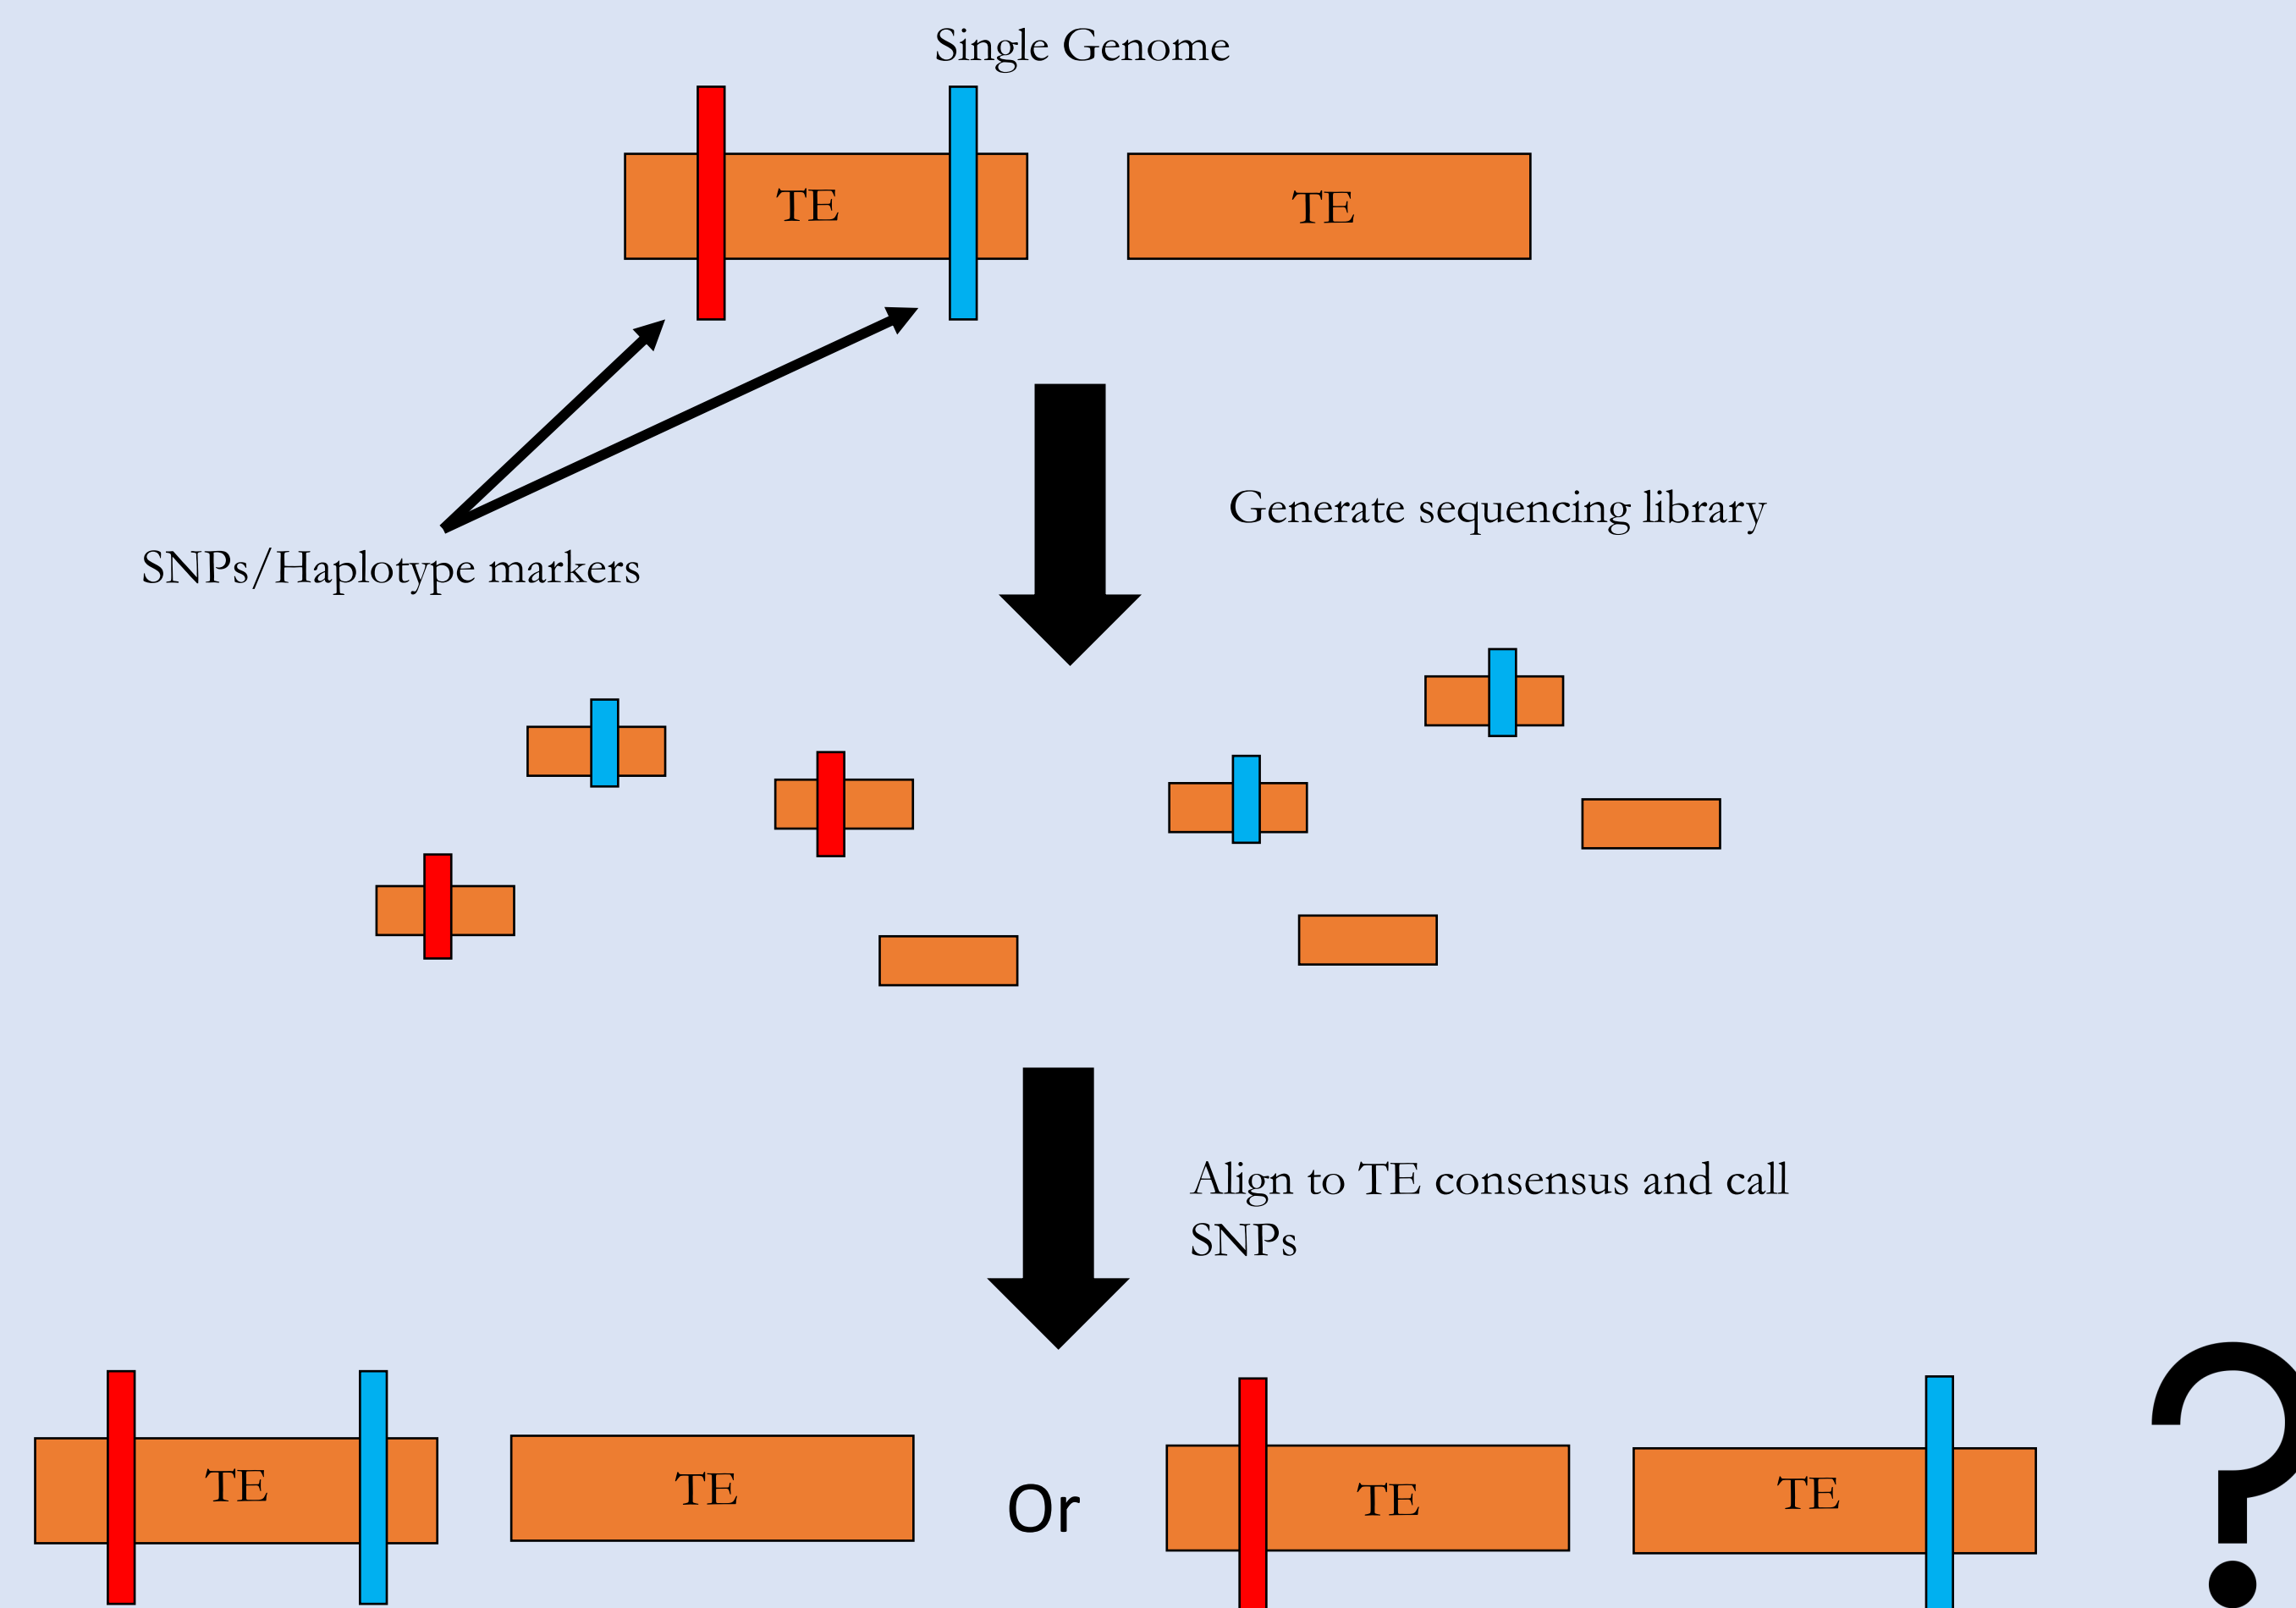 Single Genome
TE
TE
Generate sequencing library
SNPs/Haplotype markers
Align to TE consensus and call
SNPs
TE
TE
Or
TE
TE
?